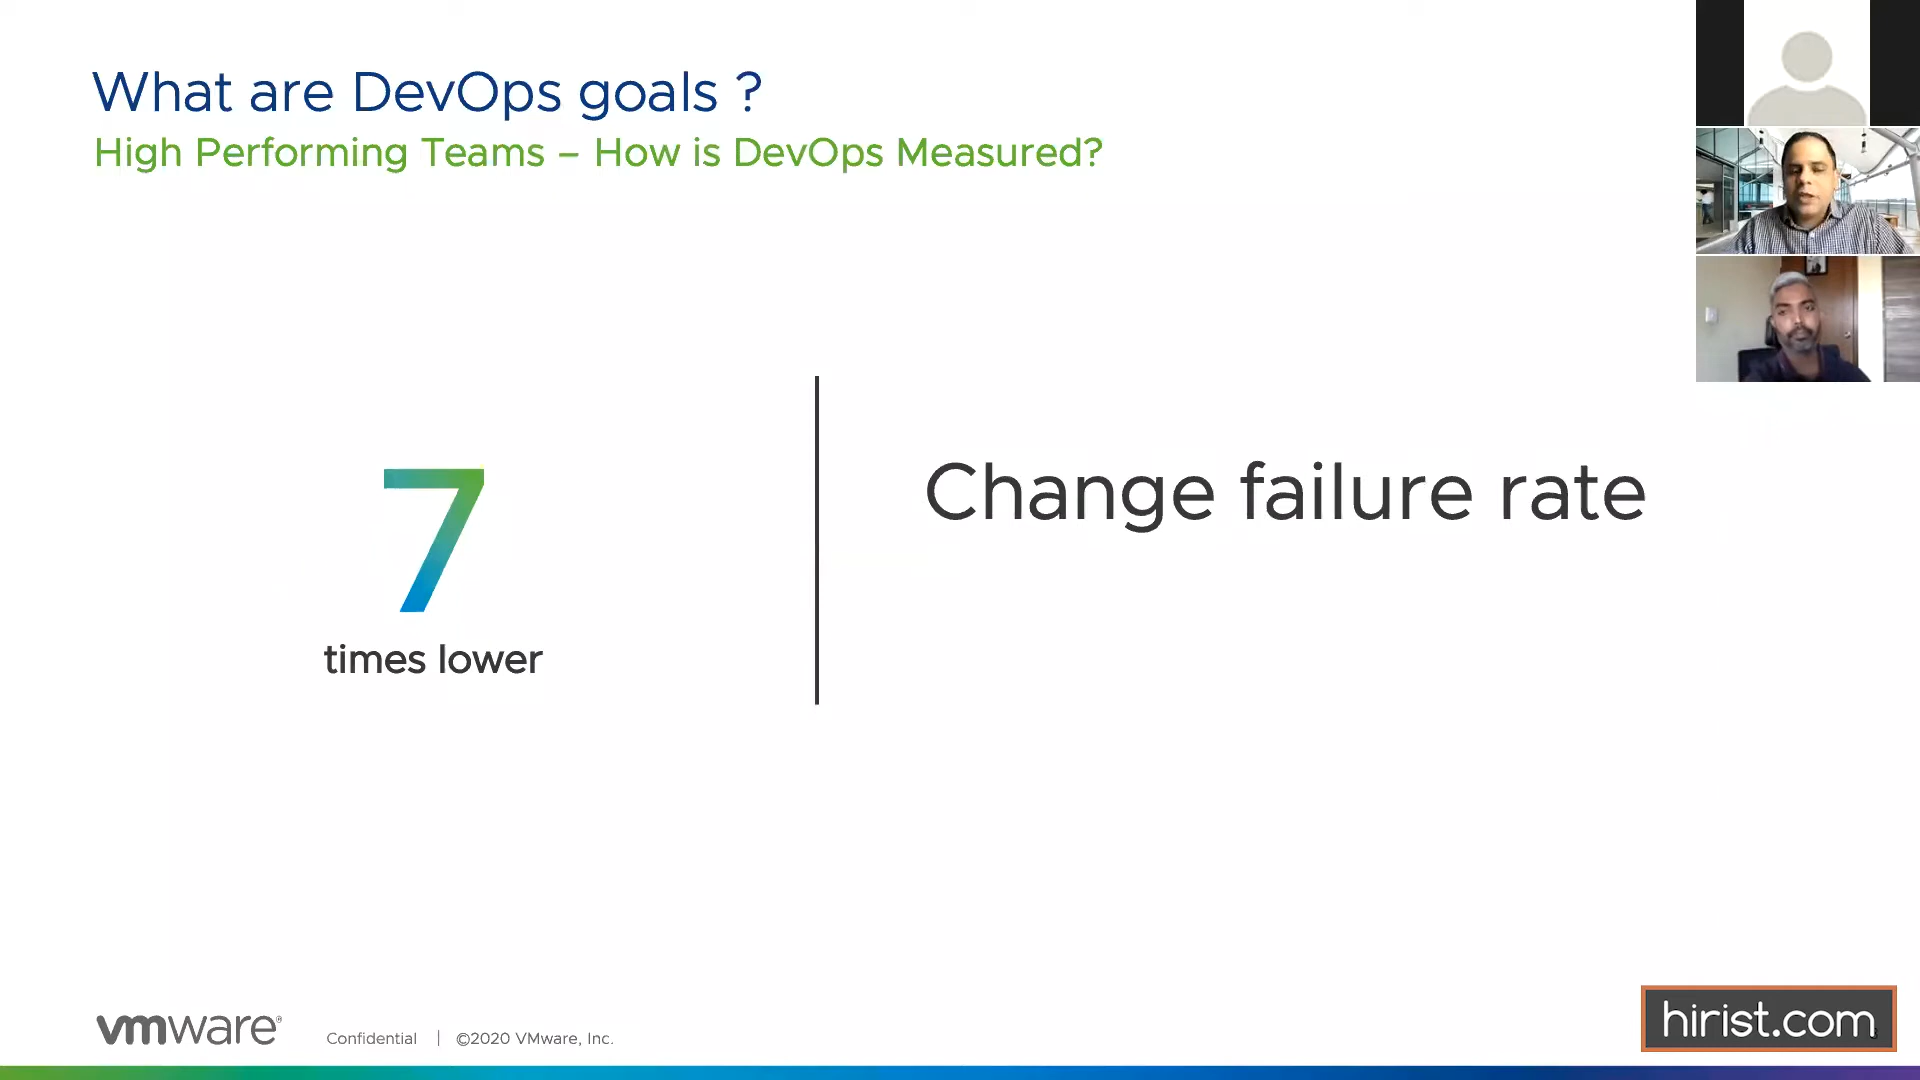 What are DevOps goals ?
High Performing Teams – How is DevOps Measured?
7
times lower
Change failure rate
vmware®
Confidential | ©2020 VMware, Inc.
hirist.com